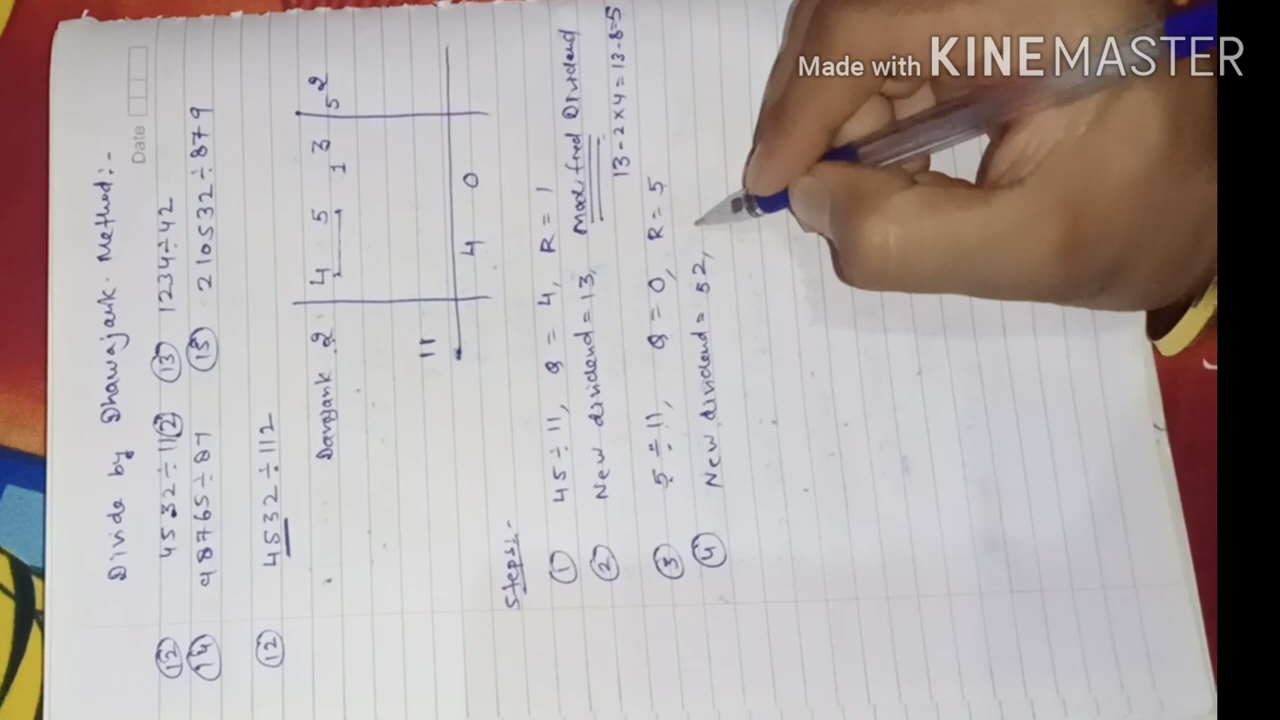 Made with KINEMASTER
Date
Divide by Dhwajank. Method:-
(12) 4532 ÷ 11(2) (13) 1234 ÷ 42
(14) 98765 ÷ 87 (15) 210532 ÷ 879
(12) 4532 ÷ 112
2 4 5 1 3 5 2
11
4 0
Steps:-
(1) 45 ÷ 11, Q = 4, R = 1
(2) New dividend = 13, Modified Dividend
13 - 2 × 4 = 13 - 8 = 5
(3) 5 ÷ 11, Q = 0, R = 5
(4) New dividend = 52,